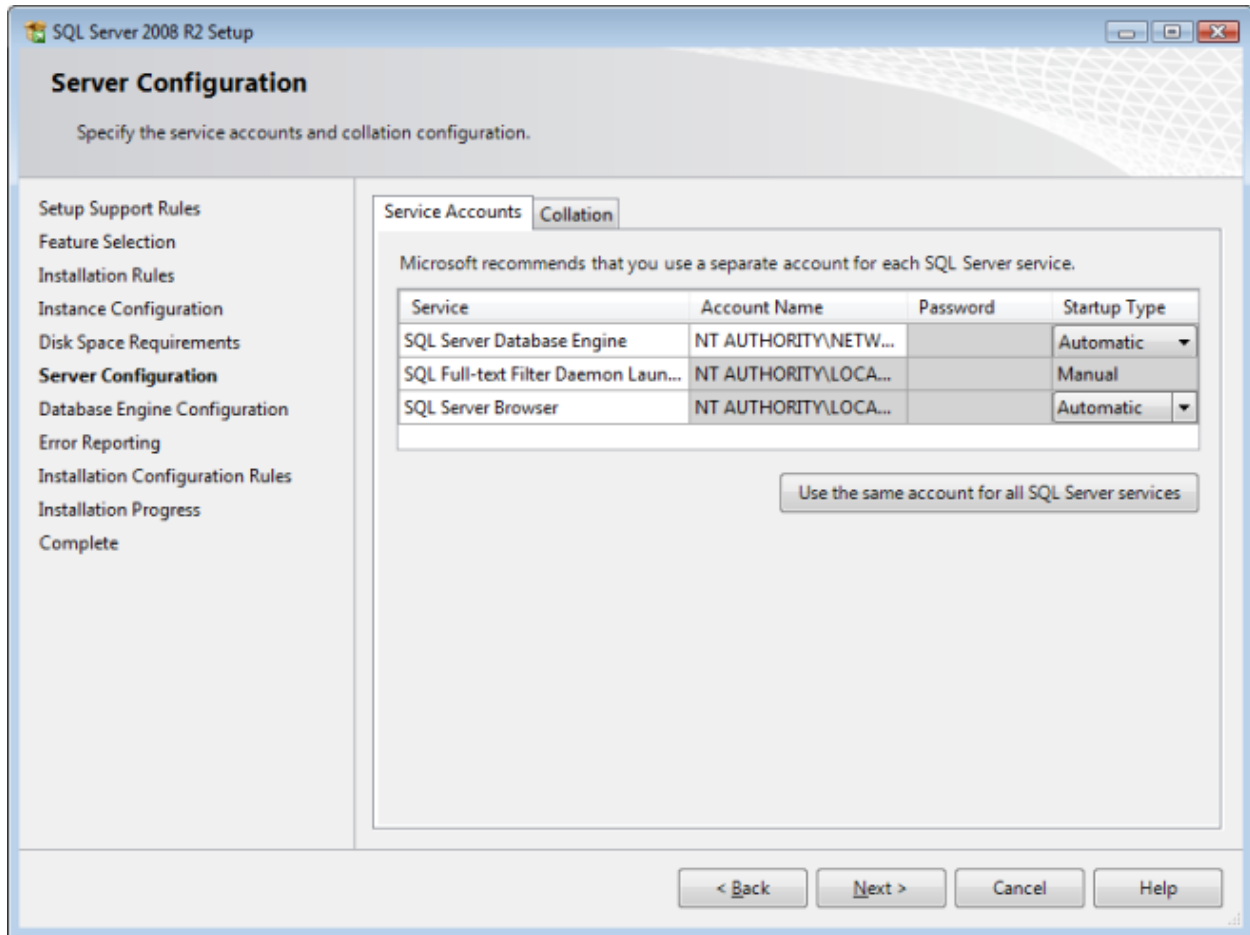 SQL Server 2008 R2 Setup
Server Configuration
Specify the service accounts and collation configuration.
Setup Support Rules
Feature Selection
Installation Rules
Instance Configuration
Disk Space Requirements
Server Configuration
Database Engine Configuration
Error Reporting
Installation Configuration Rules
Installation Progress
Complete
Service Accounts Collation
Microsoft recommends that you use a separate account for each SQL Server service.
Service Account Name Password Startup Type
SQL Server Database Engine NT AUTHORITY\NETW... Automatic
SQL Full-text Filter Daemon Laun... NT AUTHORITY\LOCA... Manual
SQL Server Browser NT AUTHORITY\LOCA... Automatic
Use the same account for all SQL Server services
< Back Next > Cancel Help